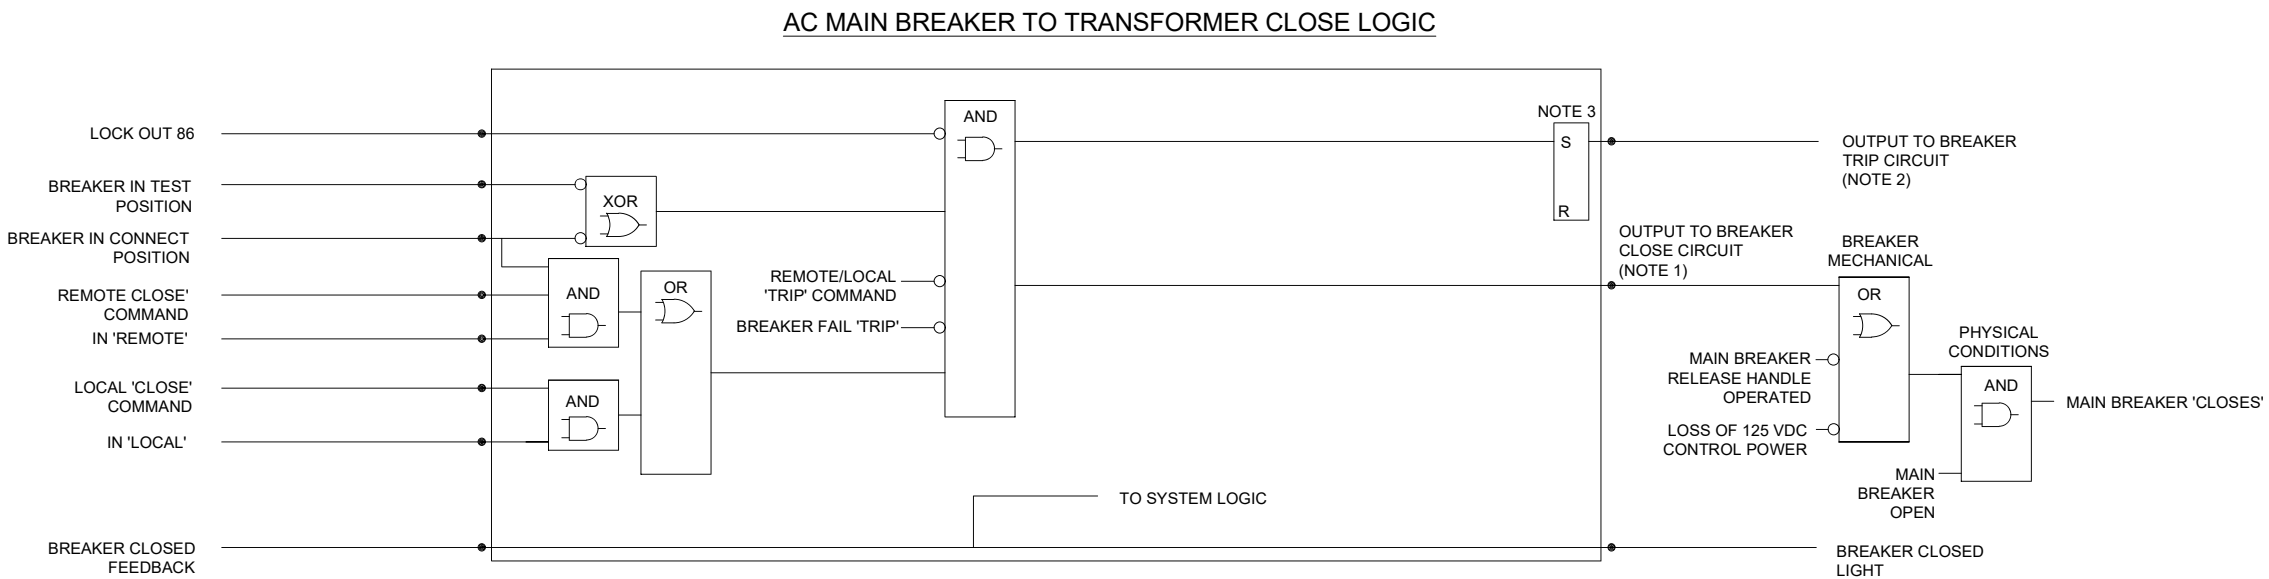 AC MAIN BREAKER TO TRANSFORMER CLOSE LOGIC
LOCK OUT 86
BREAKER IN TEST
POSITION
BREAKER IN CONNECT
POSITION
REMOTE CLOSE'
COMMAND
IN 'REMOTE'
LOCAL 'CLOSE'
COMMAND
IN 'LOCAL'
BREAKER CLOSED
FEEDBACK
XOR
AND
AND
OR
REMOTE/LOCAL
'TRIP' COMMAND
BREAKER FAIL 'TRIP'
AND
TO SYSTEM LOGIC
NOTE 3
S
R
OUTPUT TO BREAKER
TRIP CIRCUIT
(NOTE 2)
OUTPUT TO BREAKER
CLOSE CIRCUIT
(NOTE 1)
BREAKER
MECHANICAL
OR
MAIN BREAKER
RELEASE HANDLE
OPERATED
LOSS OF 125 VDC
CONTROL POWER
PHYSICAL
CONDITIONS
AND
MAIN
BREAKER
OPEN
MAIN BREAKER 'CLOSES'
BREAKER CLOSED
LIGHT